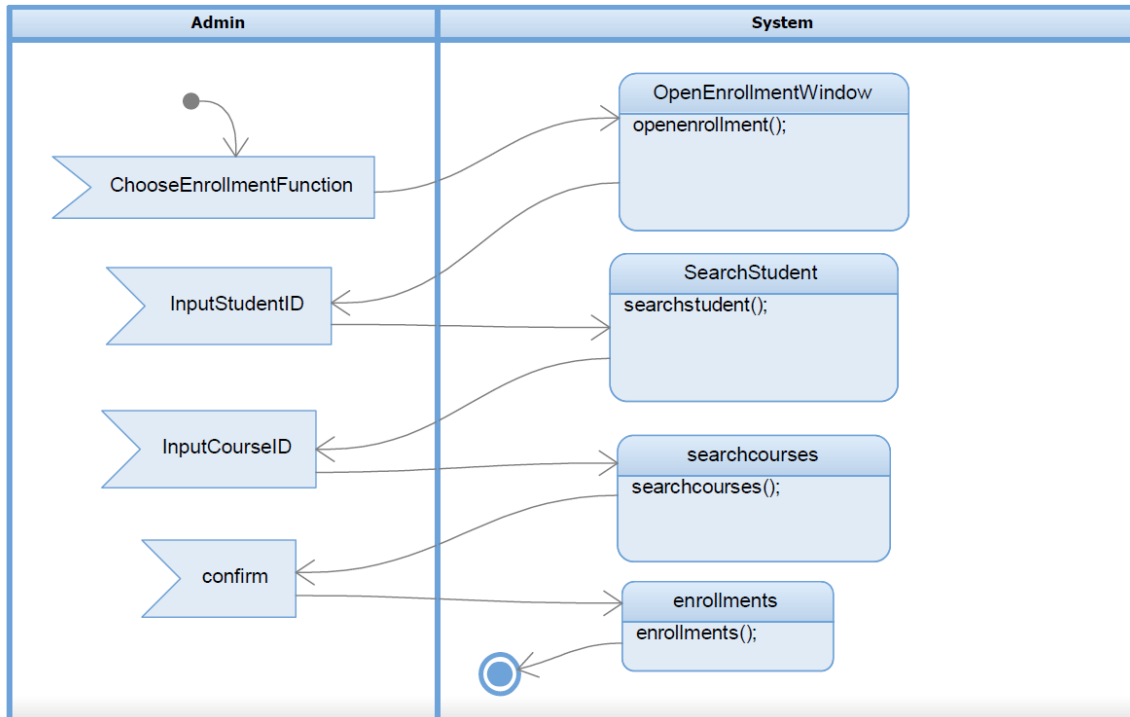 Admin
System
OpenEnrollmentWindow
openenrollment();
ChooseEnrollmentFunction
SearchStudent
searchstudent();
InputStudentID
InputCourseID
searchcourses
searchcourses();
confirm
enrollments
enrollments();